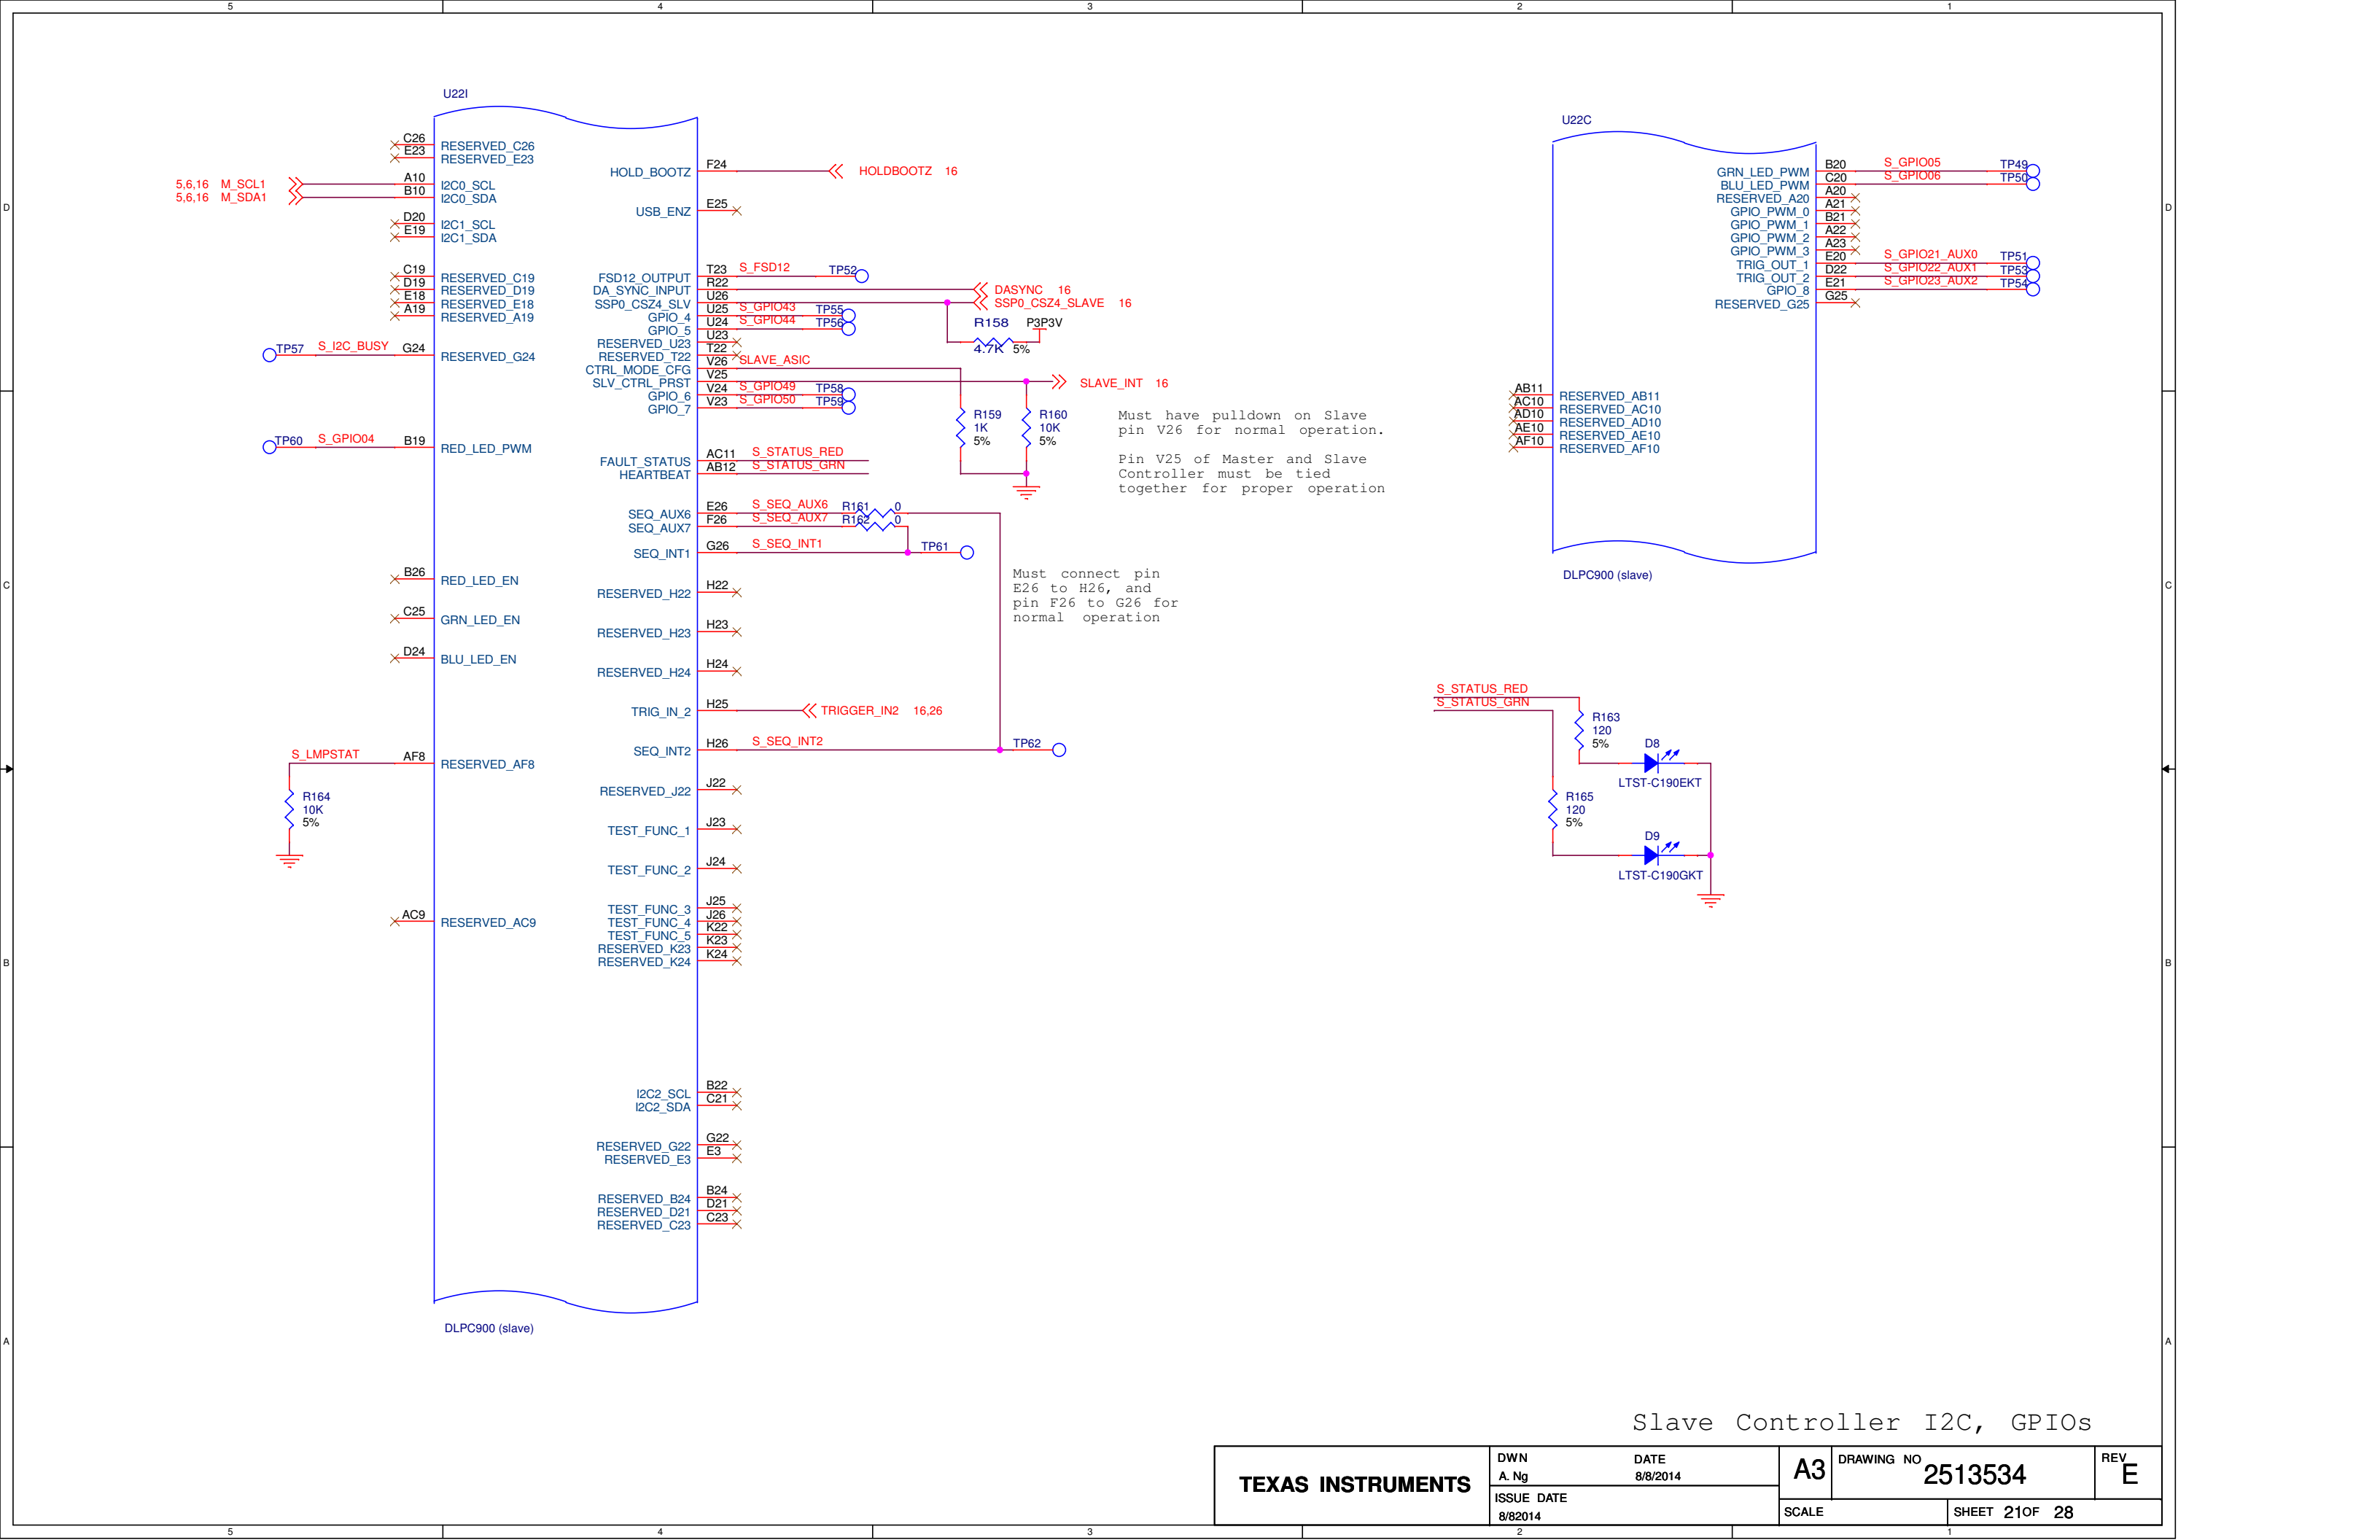 5 4 3 2 1
D
C
B
A
U22I
C26 RESERVED_C26
E23 RESERVED_E23
5,6,16 M_SCL1 A10 I2C0_SCL
5,6,16 M_SDA1 B10 I2C0_SDA
D20 I2C1_SCL
E19 I2C1_SDA
C19 RESERVED_C19
D19 RESERVED_D19
E18 RESERVED_E18
A19 RESERVED_A19
TP57 S_I2C_BUSY G24 RESERVED_G24
TP60 S_GPIO04 B19 RED_LED_PWM
B26 RED_LED_EN
C25 GRN_LED_EN
D24 BLU_LED_EN
S_LMPSTAT AF8 RESERVED_AF8
R164
10K
5%
AC9 RESERVED_AC9
HOLD_BOOTZ F24 HOLDBOOTZ 16
USB_ENZ E25
FSD12_OUTPUT T23 S_FSD12 TP52
DA_SYNC_INPUT R22 DASYNC 16
SSP0_CSZ4_SLV U26 SSP0_CSZ4_SLAVE 16
GPIO_4 U25 S_GPIO43 TP55
GPIO_5 U24 S_GPIO44 TP56
RESERVED_U23 U23
RESERVED_T22 T22
CTRL_MODE_CFG V26 SLAVE_ASIC
SLV_CTRL_PRST V25 SLAVE_INT 16
GPIO_6 V24 S_GPIO49 TP58
GPIO_7 V23 S_GPIO50 TP59
R158 P3P3V
4.7K 5%
R159
1K
5%
R160
10K
5%
Must have pulldown on Slave
pin V26 for normal operation.
Pin V25 of Master and Slave
Controller must be tied
together for proper operation
FAULT_STATUS AC11 S_STATUS_RED
HEARTBEAT AB12 S_STATUS_GRN
SEQ_AUX6 E26 S_SEQ_AUX6 R161 0
SEQ_AUX7 F26 S_SEQ_AUX7 R162 0
SEQ_INT1 G26 S_SEQ_INT1 TP61
Must connect pin
E26 to H26, and
pin F26 to G26 for
normal operation
RESERVED_H22 H22
RESERVED_H23 H23
RESERVED_H24 H24
TRIG_IN_2 H25 TRIGGER_IN2 16,26
SEQ_INT2 H26 S_SEQ_INT2 TP62
RESERVED_J22 J22
TEST_FUNC_1 J23
TEST_FUNC_2 J24
TEST_FUNC_3 J25
TEST_FUNC_4 J26
TEST_FUNC_5 K22
RESERVED_K23 K23
RESERVED_K24 K24
I2C2_SCL B22
I2C2_SDA C21
RESERVED_G22 G22
RESERVED_E3 E3
RESERVED_B24 B24
RESERVED_D21 D21
RESERVED_C23 C23
DLPC900 (slave)
U22C
GRN_LED_PWM B20 S_GPIO05 TP49
BLU_LED_PWM C20 S_GPIO06 TP50
RESERVED_A20 A20
GPIO_PWM_0 A21
GPIO_PWM_1 B21
GPIO_PWM_2 A22
GPIO_PWM_3 A23
TRIG_OUT_1 E20 S_GPIO21_AUX0 TP51
TRIG_OUT_2 D22 S_GPIO22_AUX1 TP53
GPIO_8 E21 S_GPIO23_AUX2 TP54
RESERVED_G25 G25
AB11 RESERVED_AB11
AC10 RESERVED_AC10
AD10 RESERVED_AD10
AE10 RESERVED_AE10
AF10 RESERVED_AF10
DLPC900 (slave)
S_STATUS_RED
S_STATUS_GRN
R163
120
5%
D8
LTST-C190EKT
R165
120
5%
D9
LTST-C190GKT
D
C
B
A
Slave Controller I2C, GPIOs
TEXAS INSTRUMENTS
DWN DATE
A. Ng 8/8/2014
ISSUE DATE
8/82014
A3 DRAWING NO 2513534 REV E
SCALE SHEET 21OF 28
5 4 3 2 1